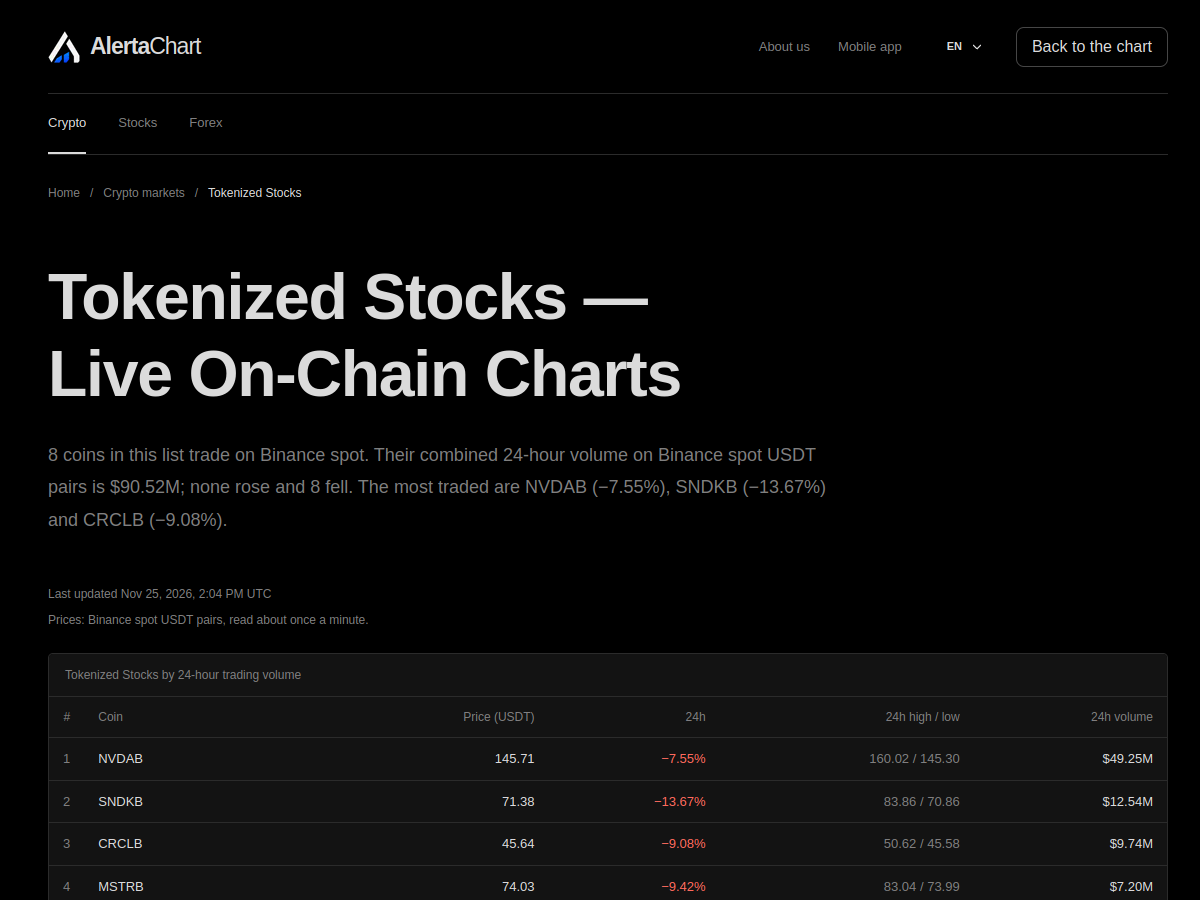 AlertaChart
About us
Mobile app
EN
Back to the chart
Crypto
Stocks
Forex
Home / Crypto markets / Tokenized Stocks
Tokenized Stocks —
Live On-Chain Charts
8 coins in this list trade on Binance spot. Their combined 24-hour volume on Binance spot USDT
pairs is $90.52M; none rose and 8 fell. The most traded are NVDAB (−7.55%), SNDKB (−13.67%)
and CRCLB (−9.08%).
Last updated Nov 25, 2026, 2:04 PM UTC
Prices: Binance spot USDT pairs, read about once a minute.
Tokenized Stocks by 24-hour trading volume
# Coin Price (USDT) 24h 24h high / low 24h volume
1 NVDAB 145.71 −7.55% 160.02 / 145.30 $49.25M
2 SNDKB 71.38 −13.67% 83.86 / 70.86 $12.54M
3 CRCLB 45.64 −9.08% 50.62 / 45.58 $9.74M
4 MSTRB 74.03 −9.42% 83.04 / 73.99 $7.20M